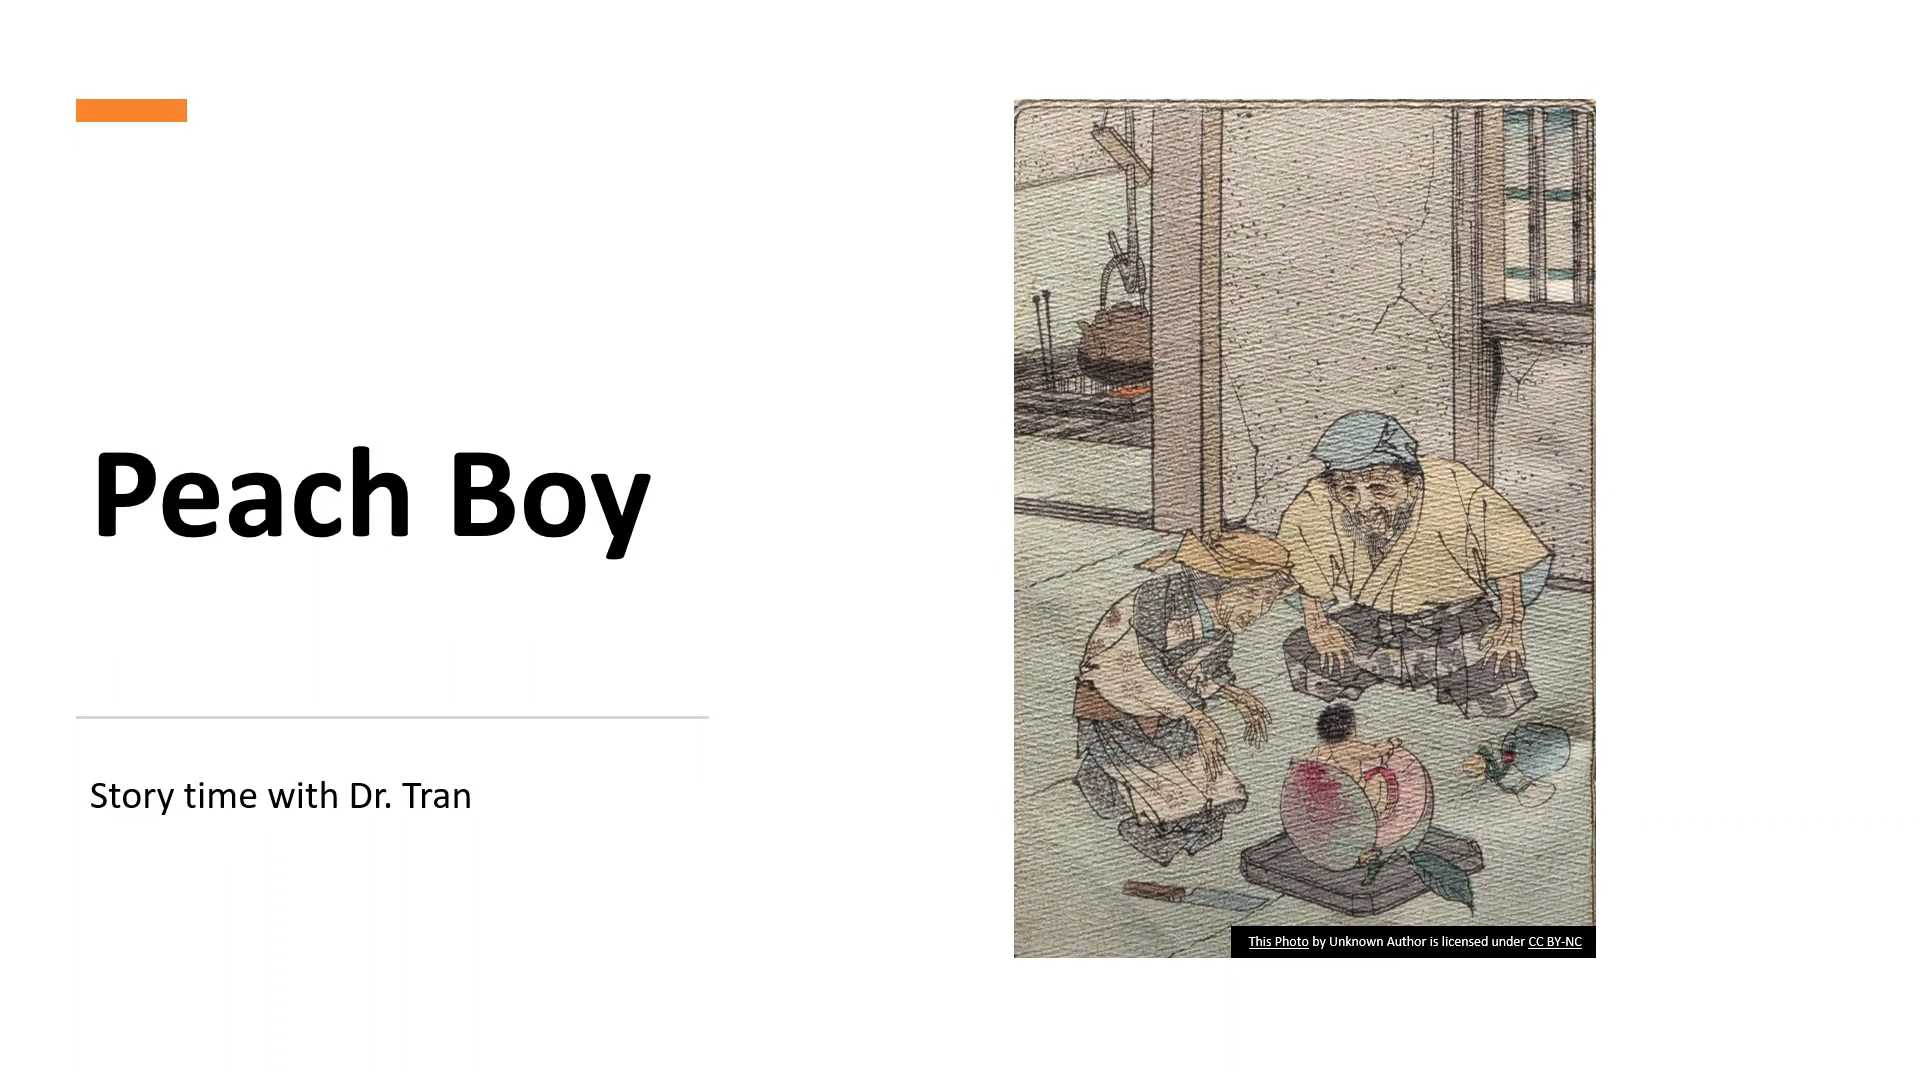 Peach Boy
Story time with Dr. Tran
This Photo by Unknown Author is licensed under CC BY-NC